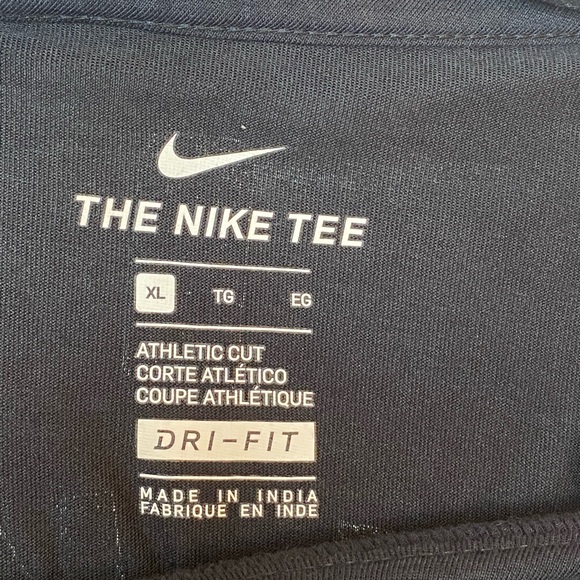 THE NIKE TEE
XL TG EG
ATHLETIC CUT
CORTE ATLÉTICO
COUPE ATHLÉTIQUE
DRI-FIT
MADE IN INDIA
FABRIQUE EN INDE